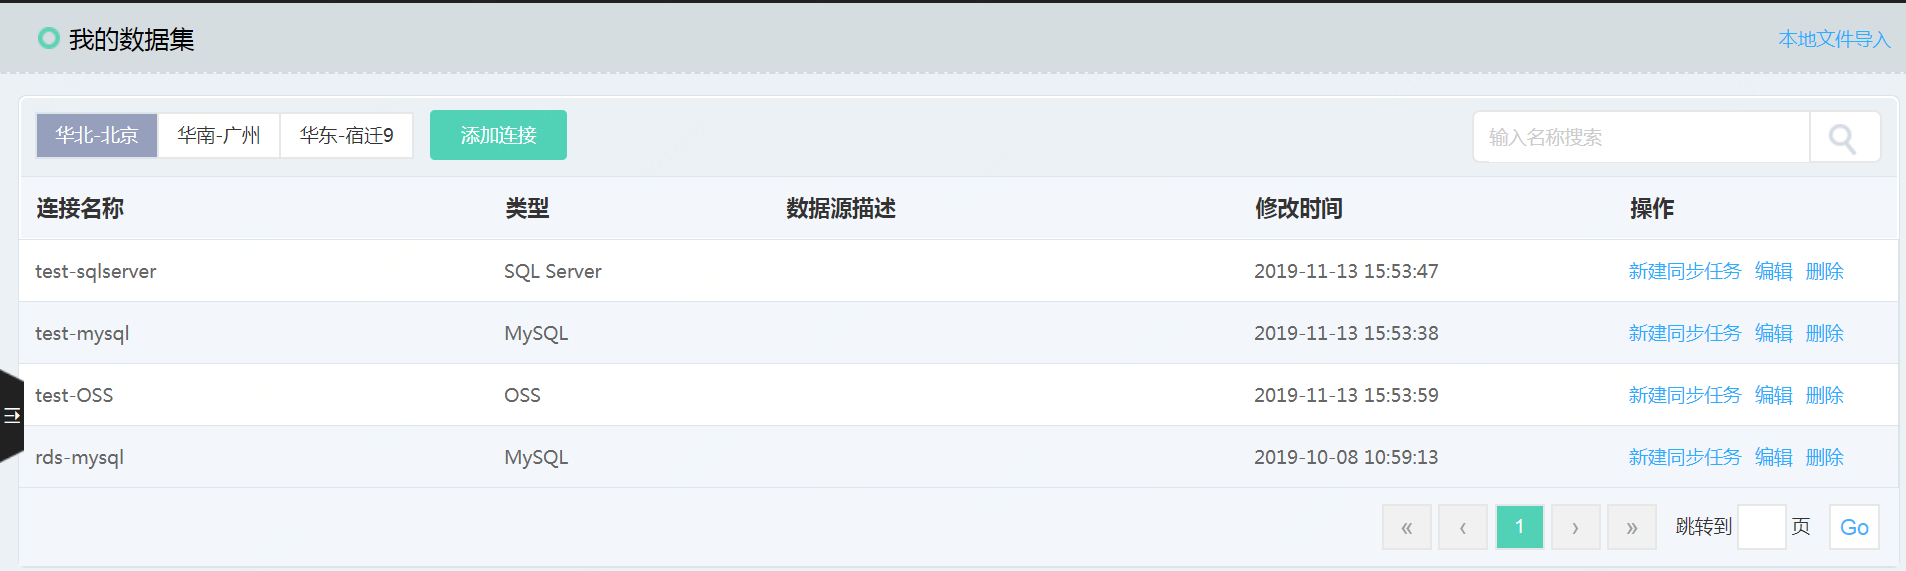 我的数据集 本地文件导入
华北-北京 华南-广州 华东-宿迁9 添加连接 输入名称搜索
连接名称 类型 数据源描述 修改时间 操作
test-sqlserver SQL Server 2019-11-13 15:53:47 新建同步任务 编辑 删除
test-mysql MySQL 2019-11-13 15:53:38 新建同步任务 编辑 删除
test-OSS OSS 2019-11-13 15:53:59 新建同步任务 编辑 删除
rds-mysql MySQL 2019-10-08 10:59:13 新建同步任务 编辑 删除
« ‹ 1 › » 跳转到 页 Go